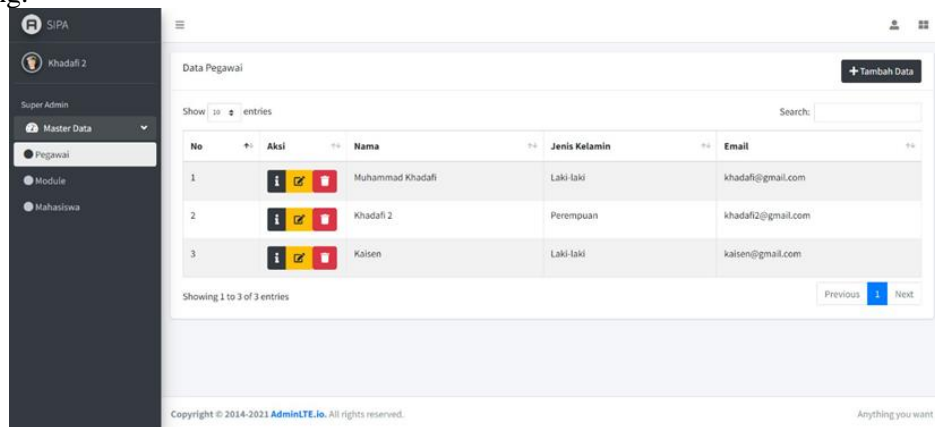 ng.
SIPA
Khadafi 2
Super Admin
Master Data
Pegawai
Module
Mahasiswa
Data Pegawai
+ Tambah Data
Show 10 entries
Search:
No Aksi Nama Jenis Kelamin Email
1 Muhammad Khadafi Laki-laki khadafi@gmail.com
2 Khadafi 2 Perempuan khadafi2@gmail.com
3 Kaisen Laki-laki kaisen@gmail.com
Showing 1 to 3 of 3 entries
Previous 1 Next
Copyright © 2014-2021 AdminLTE.io. All rights reserved.
Anything you want